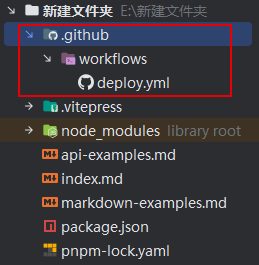 新建文件夹 E:\新建文件夹
.github
workflows
deploy.yml
.vitepress
node_modules library root
api-examples.md
index.md
markdown-examples.md
package.json
pnpm-lock.yaml